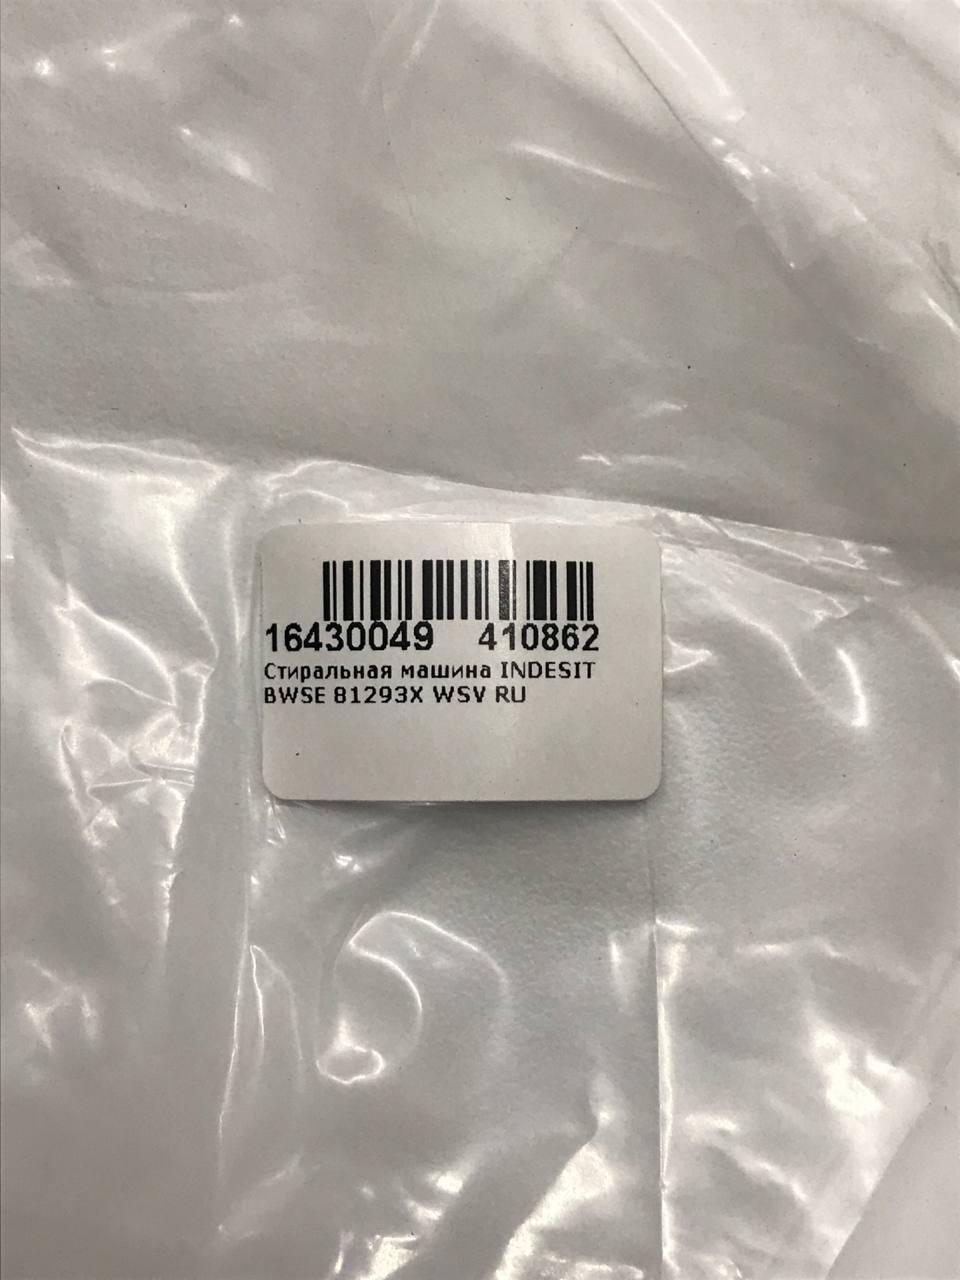 16430049 410862
Стиральная машина INDESIT
BWSE 81293X WSV RU